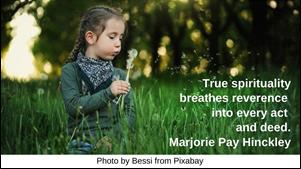 True spirituality
breathes reverence
into every act
and deed.
Marjorie Pay Hinckley
Photo by Bessi from Pixabay